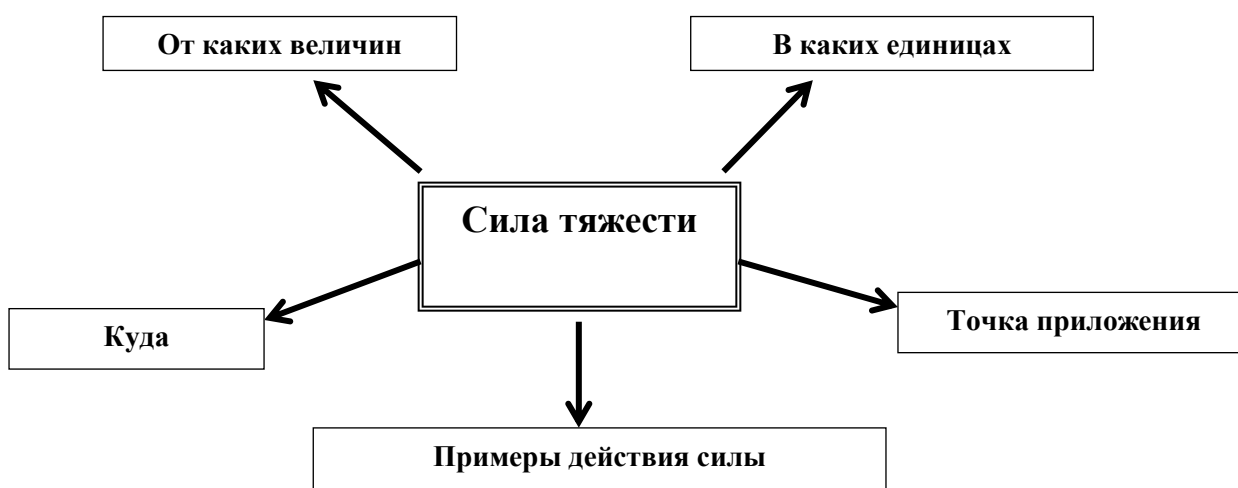 От каких величин
В каких единицах
Сила тяжести
Куда
Точка приложения
Примеры действия силы